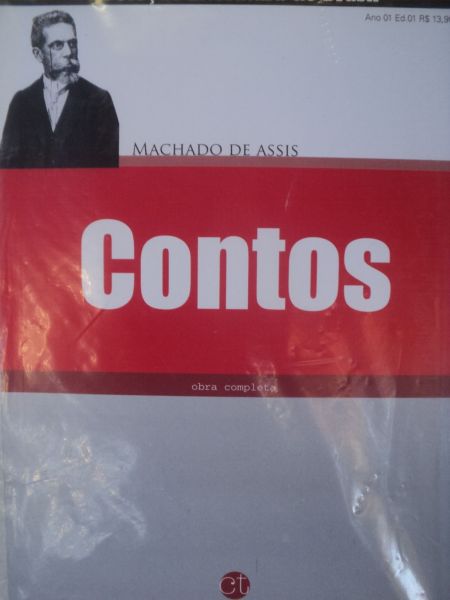 Ano 01 Ed.01 R$ 13,9
MACHADO DE ASSIS
Contos
obra completa
ct